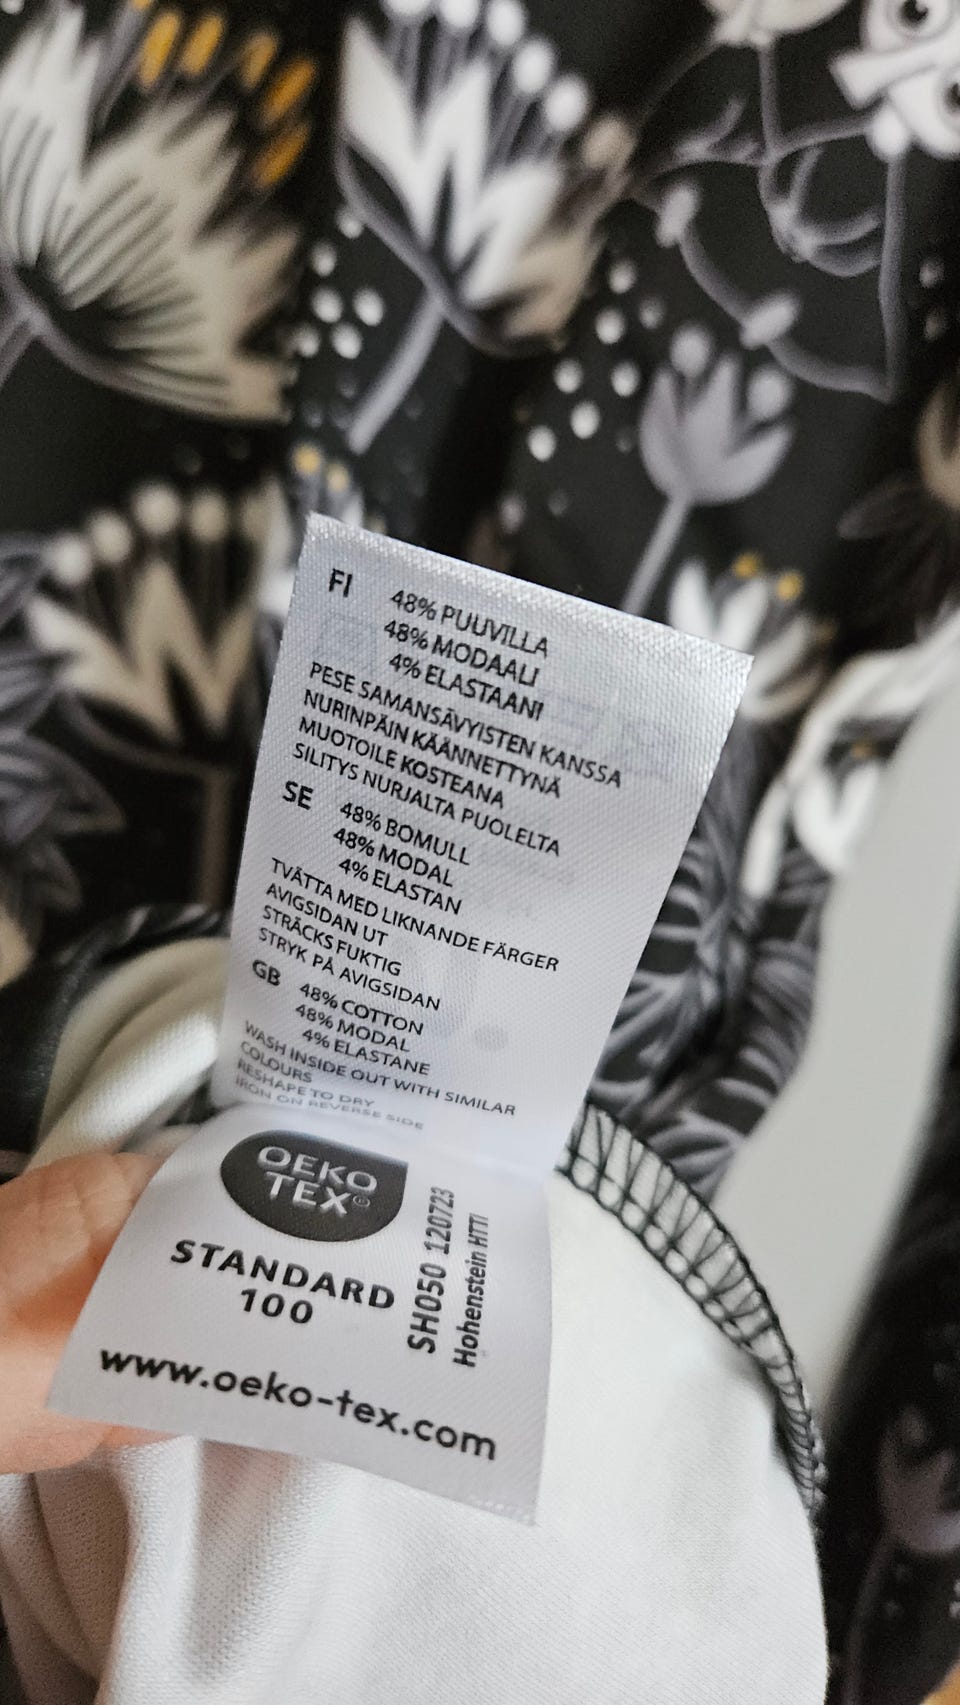 FI
48% PUUVILLA
48% MODAALI
4% ELASTAANI
PESE SAMANSÄVYISTEN KANSSA
NURINPÄIN KÄÄNNETTYNÄ
MUOTOILE KOSTEANA
SILITYS NURJALTA PUOLELTA
SE
48% BOMULL
48% MODAL
4% ELASTAN
TVÄTTA MED LIKNANDE FÄRGER
AVIGSIDAN UT
STRÄCKS FUKTIG
STRYK PÅ AVIGSIDAN
GB
48% COTTON
48% MODAL
4% ELASTANE
WASH INSIDE OUT WITH SIMILAR
COLOURS
RESHAPE TO DRY
IRON ON REVERSE SIDE
OEKO
TEX®
STANDARD
100
SH050 120723
Hohenstein HTTI
www.oeko-tex.com